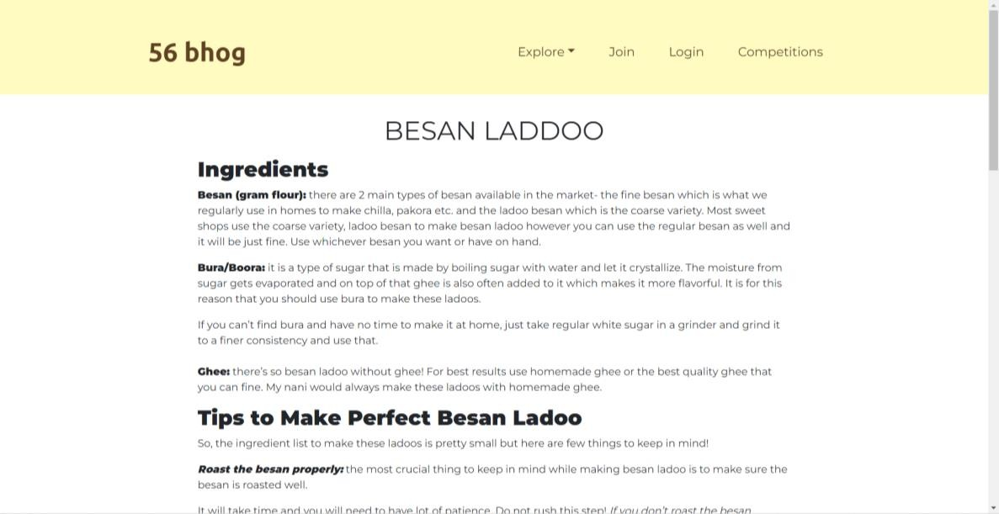 56 bhog
Explore Join Login Competitions
BESAN LADDOO
Ingredients
Besan (gram flour): there are 2 main types of besan available in the market- the fine besan which is what we
regularly use in homes to make chilla, pakora etc. and the ladoo besan which is the coarse variety. Most sweet
shops use the coarse variety, ladoo besan to make besan ladoo however you can use the regular besan as well and
it will be just fine. Use whichever besan you want or have on hand.
Bura/Boora: it is a type of sugar that is made by boiling sugar with water and let it crystallize. The moisture from
sugar gets evaporated and on top of that ghee is also often added to it which makes it more flavorful. It is for this
reason that you should use bura to make these ladoos.
If you can't find bura and have no time to make it at home, just take regular white sugar in a grinder and grind it
to a finer consistency and use that.
Ghee: there's so besan ladoo without ghee! For best results use homemade ghee or the best quality ghee that
you can fine. My nani would always make these ladoos with homemade ghee.
Tips to Make Perfect Besan Ladoo
So, the ingredient list to make these ladoos is pretty small but here are few things to keep in mind!
Roast the besan properly: the most crucial thing to keep in mind while making besan ladoo is to make sure the
besan is roasted well.
It will take time and you will need to have lot of patience. Do not rush this step! If you don't roast the besan